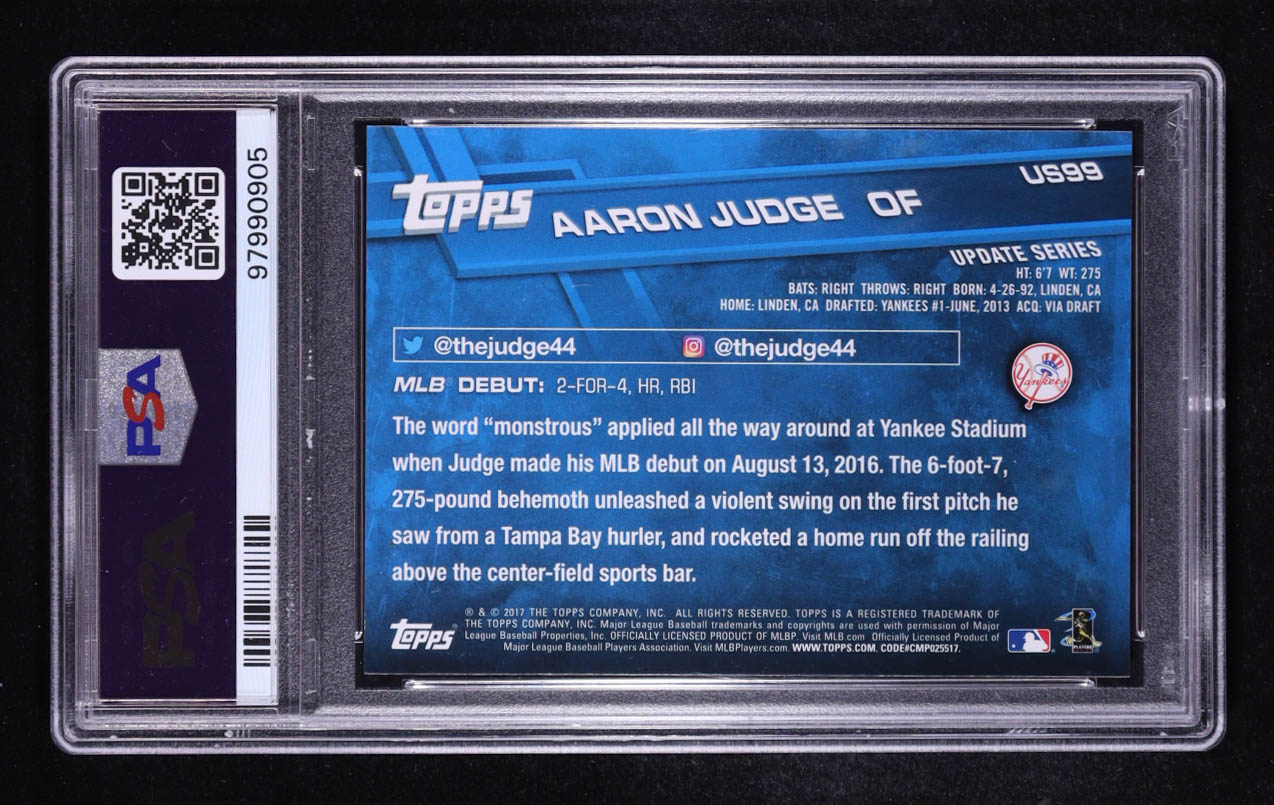 97990905
PSA
PSA
TOPPS
AARON JUDGE OF
US99
UPDATE SERIES
HT: 6'7 WT: 275
BATS: RIGHT THROWS: RIGHT BORN: 4-26-92, LINDEN, CA
HOME: LINDEN, CA DRAFTED: YANKEES #1-JUNE, 2013 ACQ: VIA DRAFT
@thejudge44 @thejudge44
Yankees
MLB DEBUT: 2-FOR-4, HR, RBI
The word “monstrous” applied all the way around at Yankee Stadium
when Judge made his MLB debut on August 13, 2016. The 6-foot-7,
275-pound behemoth unleashed a violent swing on the first pitch he
saw from a Tampa Bay hurler, and rocketed a home run off the railing
above the center-field sports bar.
TOPPS
® & © 2017 THE TOPPS COMPANY, INC. ALL RIGHTS RESERVED. TOPPS IS A REGISTERED TRADEMARK OF
THE TOPPS COMPANY, INC. Major League Baseball trademarks and copyrights are used with permission of Major
League Baseball Properties, Inc. OFFICIALLY LICENSED PRODUCT OF MLBP. Visit MLB.com Officially Licensed Product of
Major League Baseball Players Association. Visit MLBPlayers.com. WWW.TOPPS.COM. CODE#CMP025517.
PLAYERS